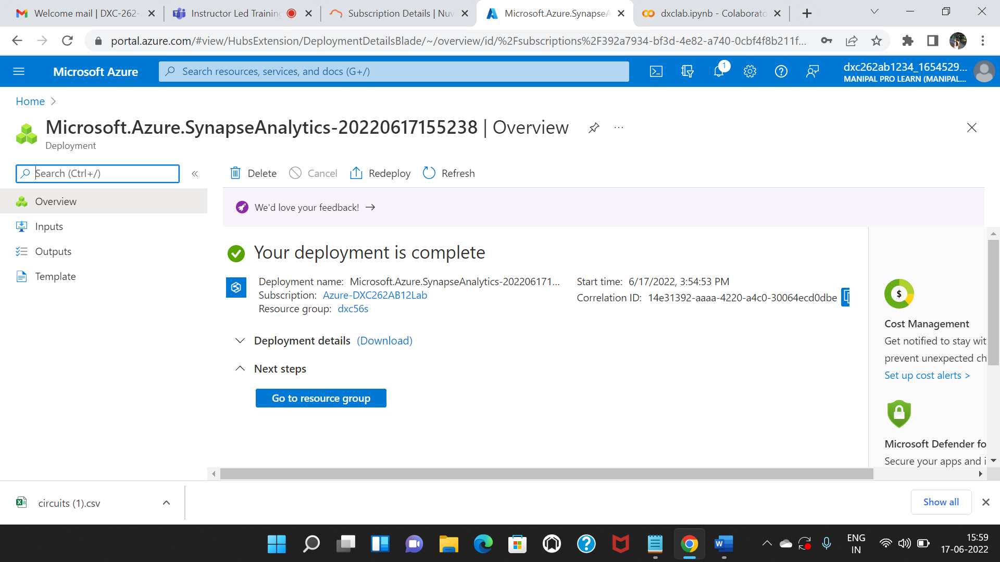 Welcome mail | DXC-262-
Instructor Led Training
Subscription Details | Nuv
Microsoft.Azure.SynapseA
dxclab.ipynb - Colaborato
portal.azure.com/#view/HubsExtension/DeploymentDetailsBlade/~/overview/id/%2Fsubscriptions%2F392a7934-bf3d-4e82-a740-0cbf4f8b211f...
Microsoft Azure
Search resources, services, and docs (G+/)
1
dxc262ab1234_1654529...
MANIPAL PRO LEARN (MANIPAL...
Home >
Microsoft.Azure.SynapseAnalytics-20220617155238 | Overview
Deployment
Search (Ctrl+/)
Delete
Cancel
Redeploy
Refresh
Overview
Inputs
Outputs
Template
We'd love your feedback! →
Your deployment is complete
Deployment name: Microsoft.Azure.SynapseAnalytics-202206171...
Subscription: Azure-DXC262AB12Lab
Resource group: dxc56s
Start time: 6/17/2022, 3:54:53 PM
Correlation ID: 14e31392-aaaa-4220-a4c0-30064ecd0dbe
Deployment details (Download)
Next steps
Go to resource group
$
Cost Management
Get notified to stay wit
prevent unexpected ch
Set up cost alerts >
Microsoft Defender fo
Secure your apps and i
circuits (1).csv
Show all
ENG
IN
15:59
17-06-2022